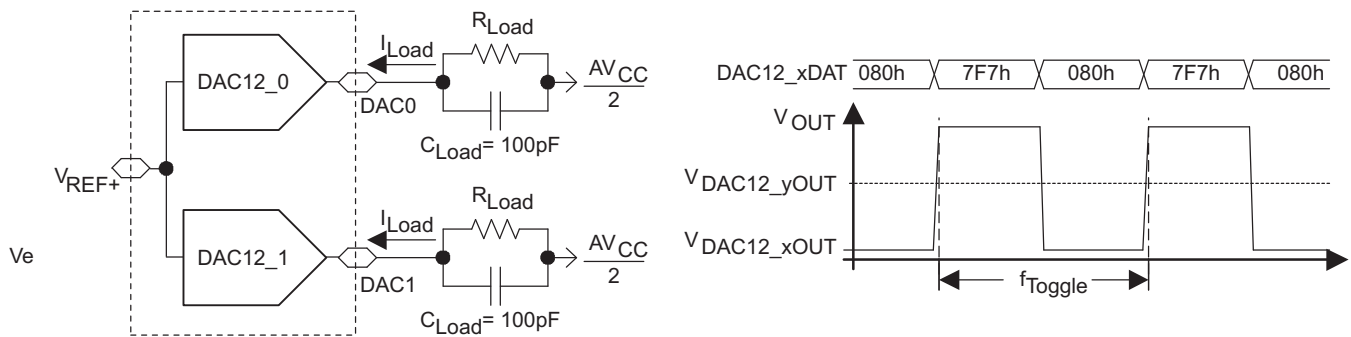 DAC12_0
DAC0
ILoad
RLoad
CLoad= 100pF
AVCC
2
VREF+
Ve
DAC12_1
DAC1
ILoad
RLoad
CLoad= 100pF
AVCC
2
DAC12_xDAT 080h 7F7h 080h 7F7h 080h
VOUT
VDAC12_yOUT
VDAC12_xOUT
fToggle